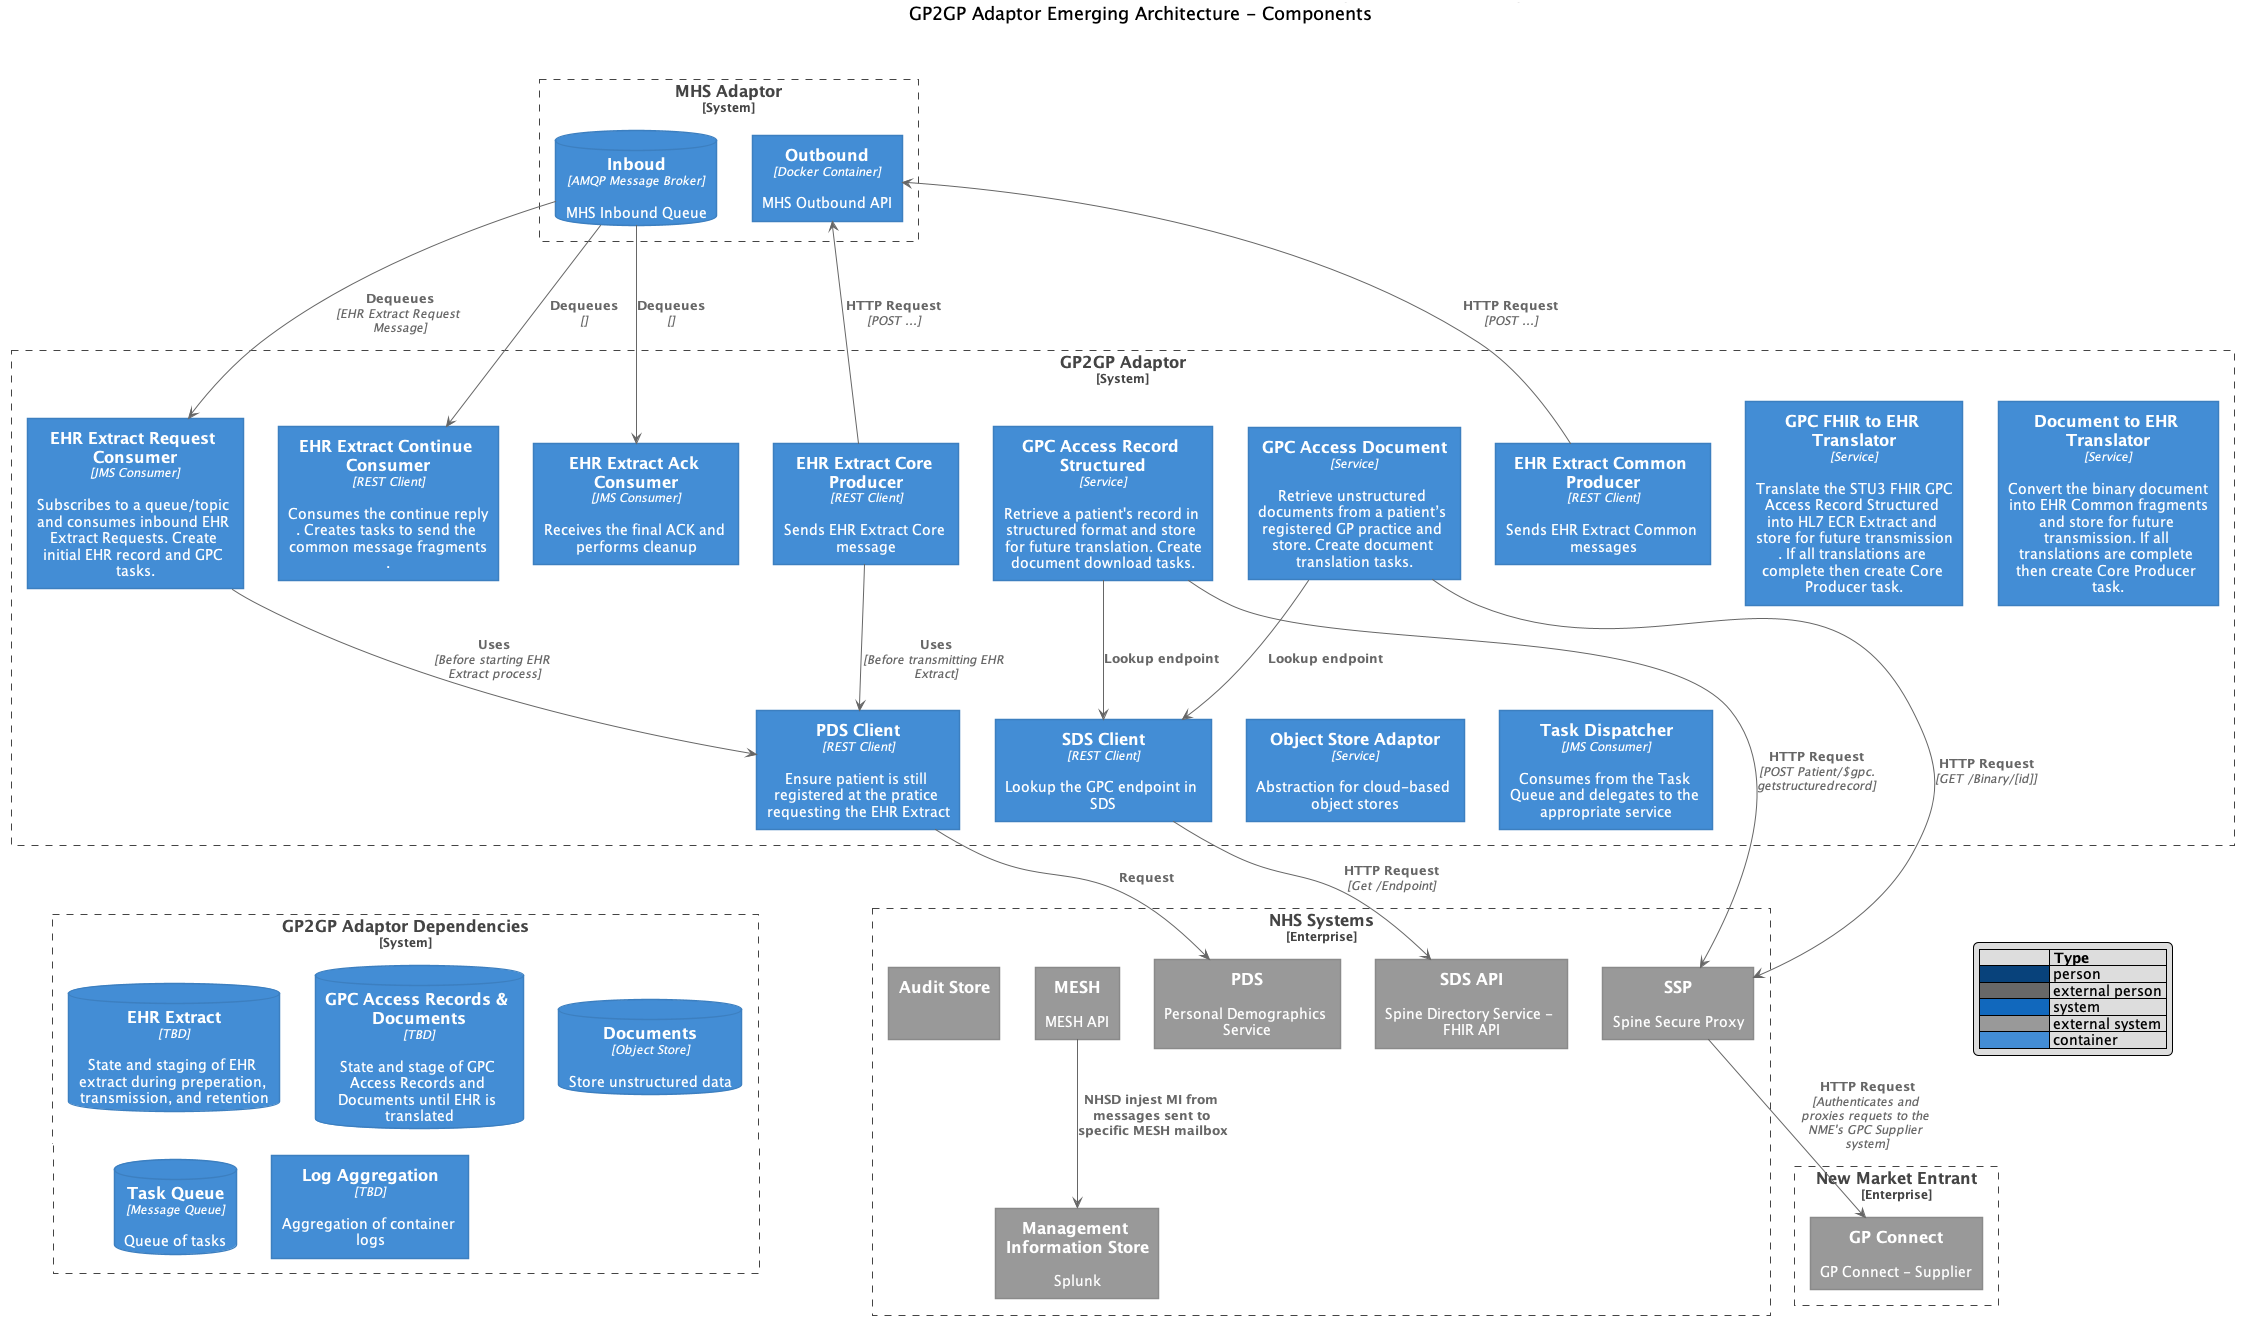 GP2GP Adaptor Emerging Architecture – Components
MHS Adaptor
[System]
Inboud
[AMQP Message Broker]
MHS Inbound Queue
Outbound
[Docker Container]
MHS Outbound API
Dequeues
[EHR Extract Request
Message]
Dequeues
[]
Dequeues
[]
HTTP Request
[POST ...]
HTTP Request
[POST ...]
GP2GP Adaptor
[System]
EHR Extract Request
Consumer
[JMS Consumer]
Subscribes to a queue/topic
and consumes inbound EHR
Extract Requests. Create
initial EHR record and GPC
tasks.
EHR Extract Continue
Consumer
[REST Client]
Consumes the continue reply
. Creates tasks to send the
common message fragments
.
EHR Extract Ack
Consumer
[JMS Consumer]
Receives the final ACK and
performs cleanup
EHR Extract Core
Producer
[REST Client]
Sends EHR Extract Core
message
GPC Access Record
Structured
[Service]
Retrieve a patient's record in
structured format and store
for future translation. Create
document download tasks.
GPC Access Document
[Service]
Retrieve unstructured
documents from a patient's
registered GP practice and
store. Create document
translation tasks.
EHR Extract Common
Producer
[REST Client]
Sends EHR Extract Common
messages
GPC FHIR to EHR
Translator
[Service]
Translate the STU3 FHIR GPC
Access Record Structured
into HL7 ECR Extract and
store for future transmission
. If all translations are
complete then create Core
Producer task.
Document to EHR
Translator
[Service]
Convert the binary document
into EHR Common fragments
and store for future
transmission. If all
translations are complete
then create Core Producer
task.
Uses
[Before starting EHR
Extract process]
Uses
[Before transmitting EHR
Extract]
Lookup endpoint
Lookup endpoint
PDS Client
[REST Client]
Ensure patient is still
registered at the pratice
requesting the EHR Extract
SDS Client
[REST Client]
Lookup the GPC endpoint in
SDS
Object Store Adaptor
[Service]
Abstraction for cloud-based
object stores
Task Dispatcher
[JMS Consumer]
Consumes from the Task
Queue and delegates to the
appropriate service
HTTP Request
[POST Patient/$gpc.
getstructuredrecord]
HTTP Request
[GET /Binary/[id]]
Request
HTTP Request
[Get /Endpoint]
GP2GP Adaptor Dependencies
[System]
EHR Extract
[TBD]
State and staging of EHR
extract during preperation,
transmission, and retention
GPC Access Records &
Documents
[TBD]
State and stage of GPC
Access Records and
Documents until EHR is
translated
Documents
[Object Store]
Store unstructured data
Task Queue
[Message Queue]
Queue of tasks
Log Aggregation
[TBD]
Aggregation of container
logs
NHS Systems
[Enterprise]
Audit Store
MESH
MESH API
PDS
Personal Demographics
Service
SDS API
Spine Directory Service –
FHIR API
SSP
Spine Secure Proxy
NHSD injest MI from
messages sent to
specific MESH mailbox
Management
Information Store
Splunk
HTTP Request
[Authenticates and
proxies requets to the
NME's GPC Supplier
system]
New Market Entrant
[Enterprise]
GP Connect
GP Connect – Supplier
Type
person
external person
system
external system
container